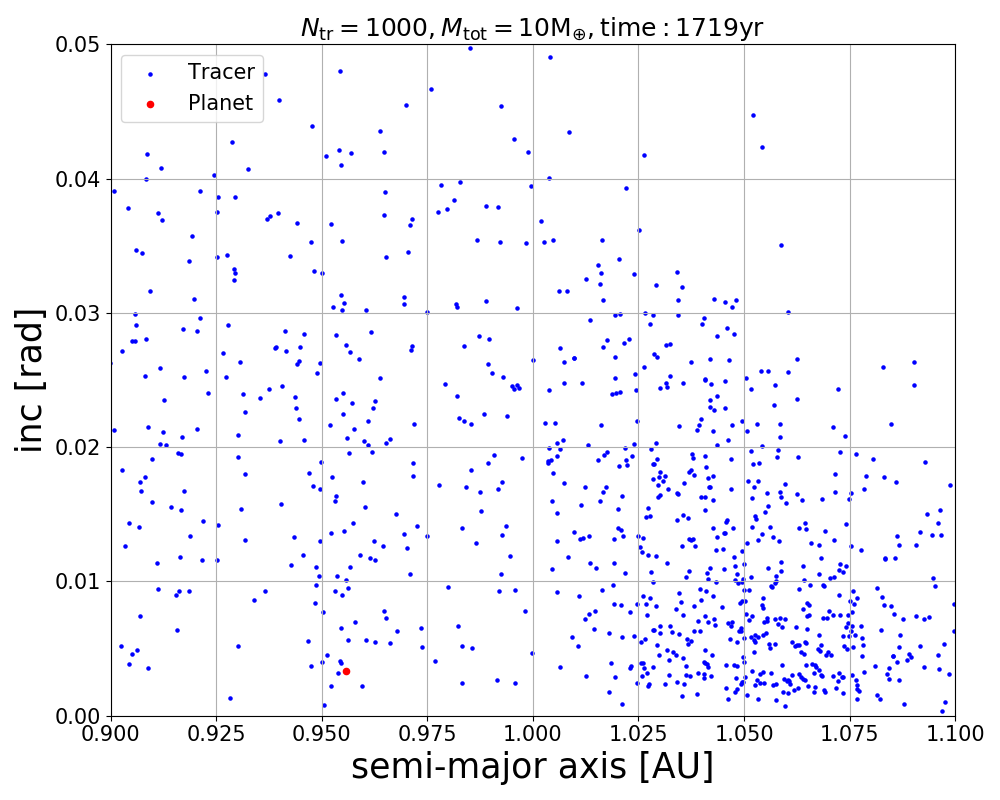 N_tr = 1000, M_tot = 10M_⊕, time : 1719yr
Tracer
Planet
inc [rad]
0.05
0.04
0.03
0.02
0.01
0.00
0.900 0.925 0.950 0.975 1.000 1.025 1.050 1.075 1.100
semi-major axis [AU]